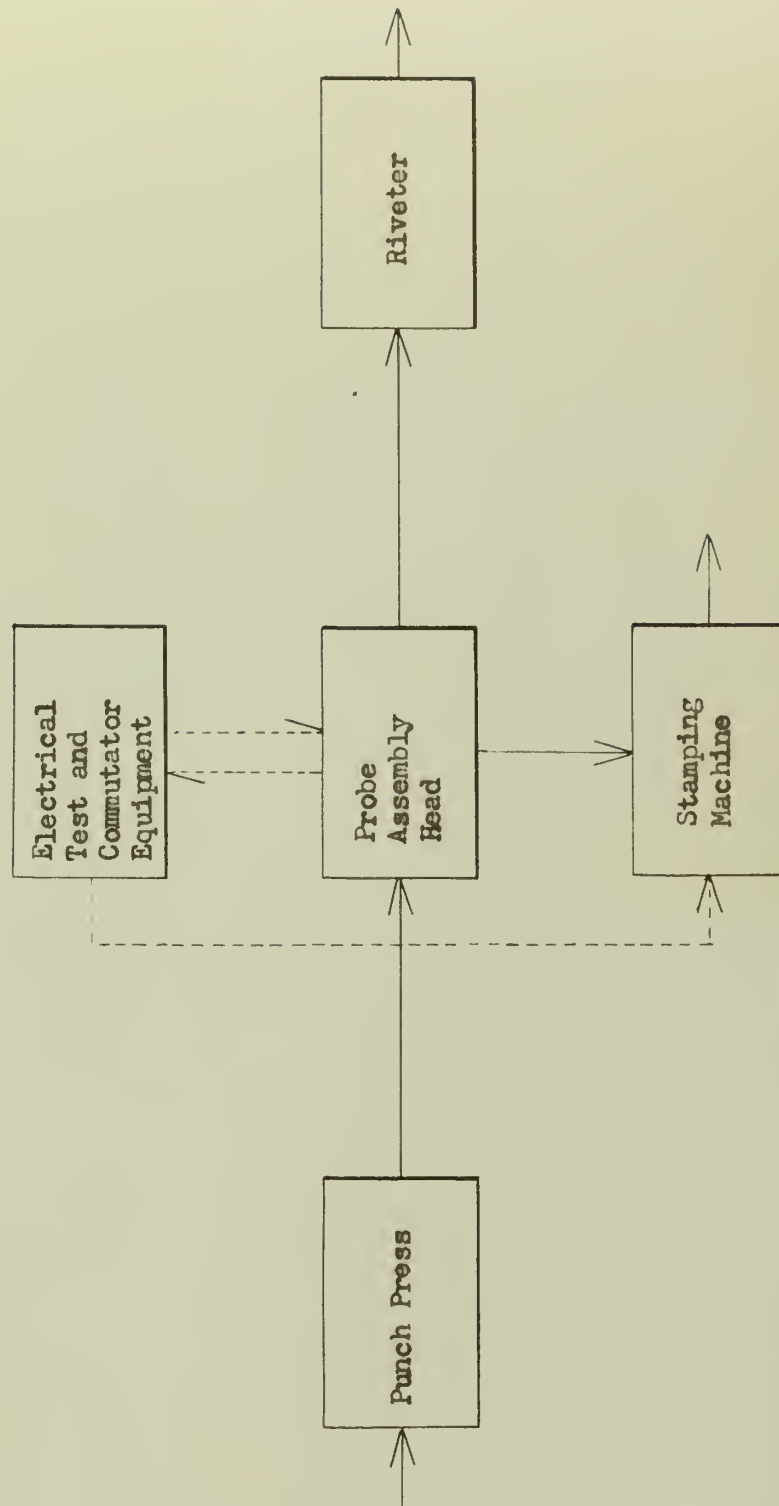 Electrical
Test and
Commutator
Equipment
Punch Press
Probe
Assembly
Head
Riveter
Stamping
Machine